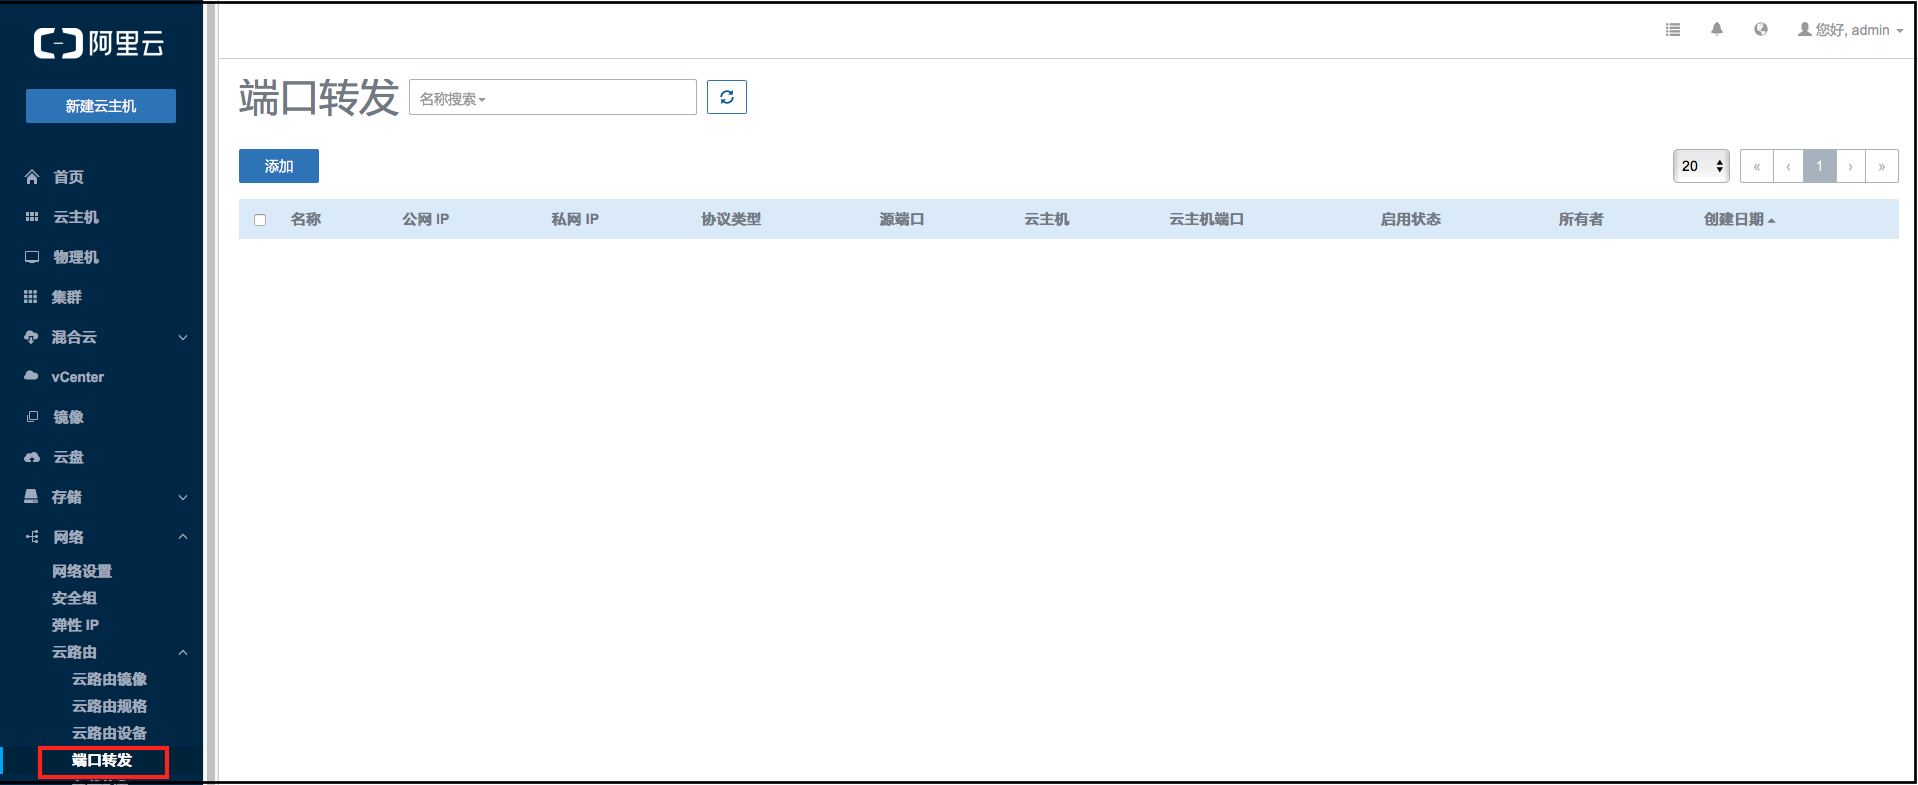 阿里云
新建云主机
首页
云主机
物理机
集群
混合云
vCenter
镜像
云盘
存储
网络
网络设置
安全组
弹性 IP
云路由
云路由镜像
云路由规格
云路由设备
端口转发
您好, admin
端口转发 名称搜索
添加
20 « ‹ 1 › »
名称 公网 IP 私网 IP 协议类型 源端口 云主机 云主机端口 启用状态 所有者 创建日期